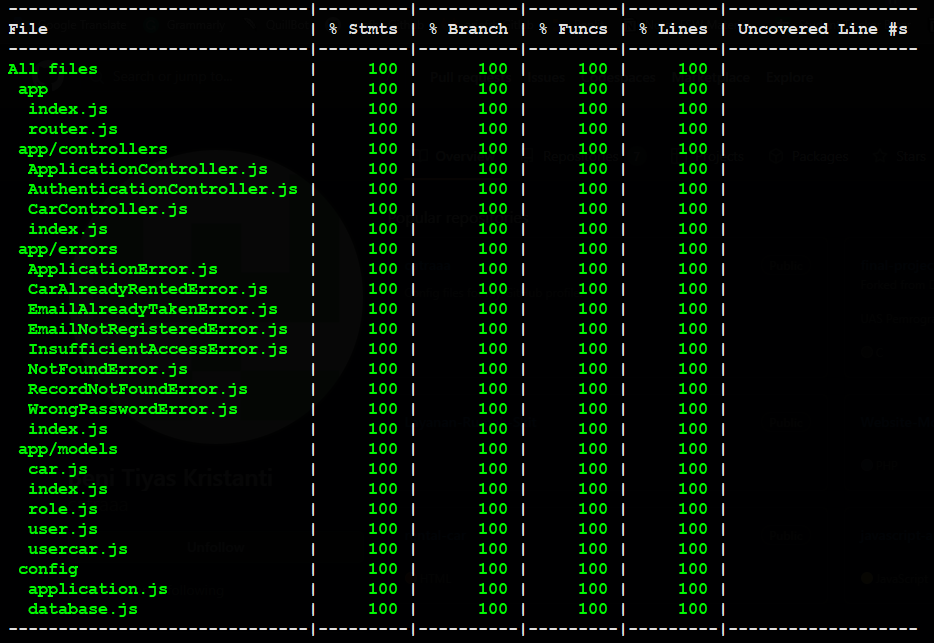 -------------------------------|---------|----------|---------|---------|-------------------
File                           | % Stmts | % Branch | % Funcs | % Lines | Uncovered Line #s
-------------------------------|---------|----------|---------|---------|-------------------
All files                      |     100 |      100 |     100 |     100 |
 app                           |     100 |      100 |     100 |     100 |
  index.js                     |     100 |      100 |     100 |     100 |
  router.js                    |     100 |      100 |     100 |     100 |
 app/controllers               |     100 |      100 |     100 |     100 |
  ApplicationController.js     |     100 |      100 |     100 |     100 |
  AuthenticationController.js  |     100 |      100 |     100 |     100 |
  CarController.js             |     100 |      100 |     100 |     100 |
  index.js                     |     100 |      100 |     100 |     100 |
 app/errors                    |     100 |      100 |     100 |     100 |
  ApplicationError.js          |     100 |      100 |     100 |     100 |
  CarAlreadyRentedError.js     |     100 |      100 |     100 |     100 |
  EmailAlreadyTakenError.js    |     100 |      100 |     100 |     100 |
  EmailNotRegisteredError.js   |     100 |      100 |     100 |     100 |
  InsufficientAccessError.js   |     100 |      100 |     100 |     100 |
  NotFoundError.js             |     100 |      100 |     100 |     100 |
  RecordNotFoundError.js       |     100 |      100 |     100 |     100 |
  WrongPasswordError.js        |     100 |      100 |     100 |     100 |
  index.js                     |     100 |      100 |     100 |     100 |
 app/models                    |     100 |      100 |     100 |     100 |
  car.js                       |     100 |      100 |     100 |     100 |
  index.js                     |     100 |      100 |     100 |     100 |
  role.js                      |     100 |      100 |     100 |     100 |
  user.js                      |     100 |      100 |     100 |     100 |
  usercar.js                   |     100 |      100 |     100 |     100 |
 config                        |     100 |      100 |     100 |     100 |
  application.js               |     100 |      100 |     100 |     100 |
  database.js                  |     100 |      100 |     100 |     100 |
-------------------------------|---------|----------|---------|---------|-------------------
Explore
Packages
Tiyas Kristanti